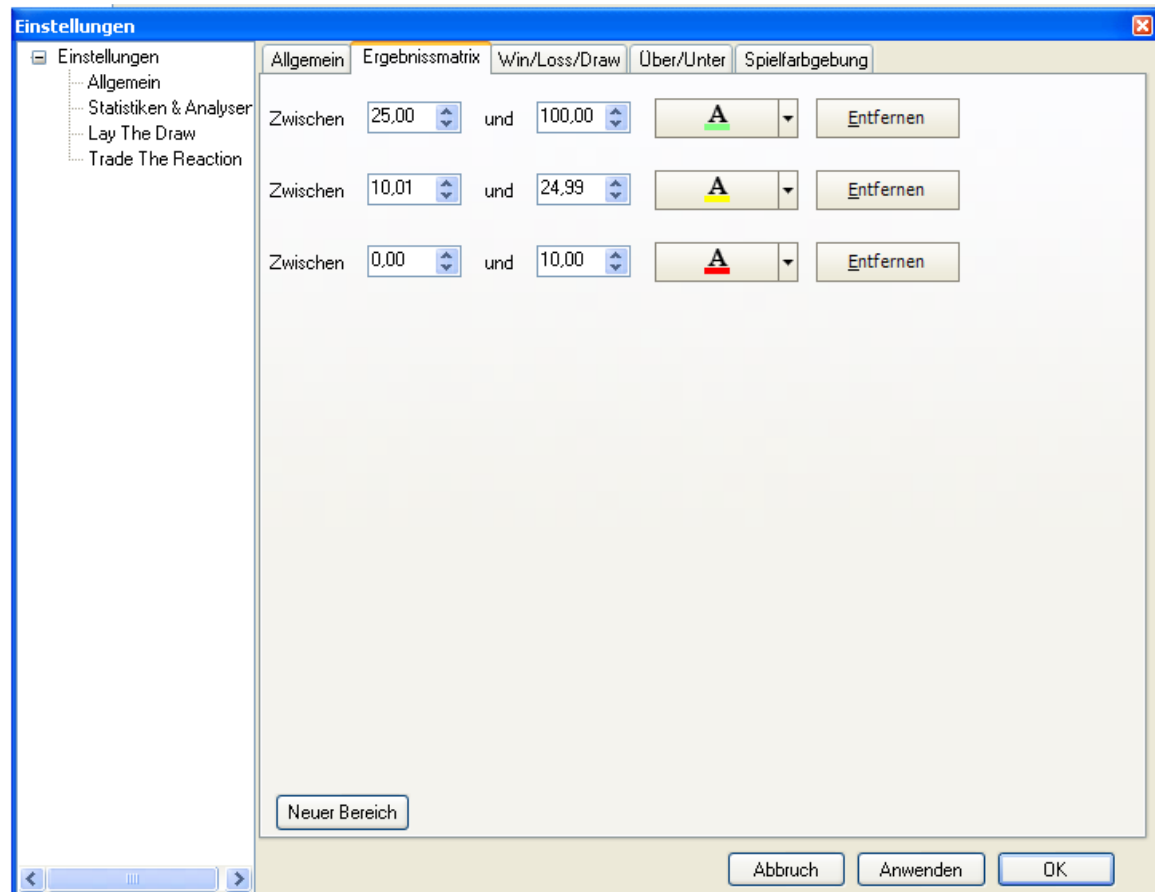 Einstellungen
Einstellungen
Allgemein
Statistiken & Analyser
Lay The Draw
Trade The Reaction
Allgemein Ergebnissmatrix Win/Loss/Draw Über/Unter Spielfarbgebung
Zwischen 25,00 und 100,00 A Entfernen
Zwischen 10,01 und 24,99 A Entfernen
Zwischen 0,00 und 10,00 A Entfernen
Neuer Bereich
Abbruch Anwenden OK